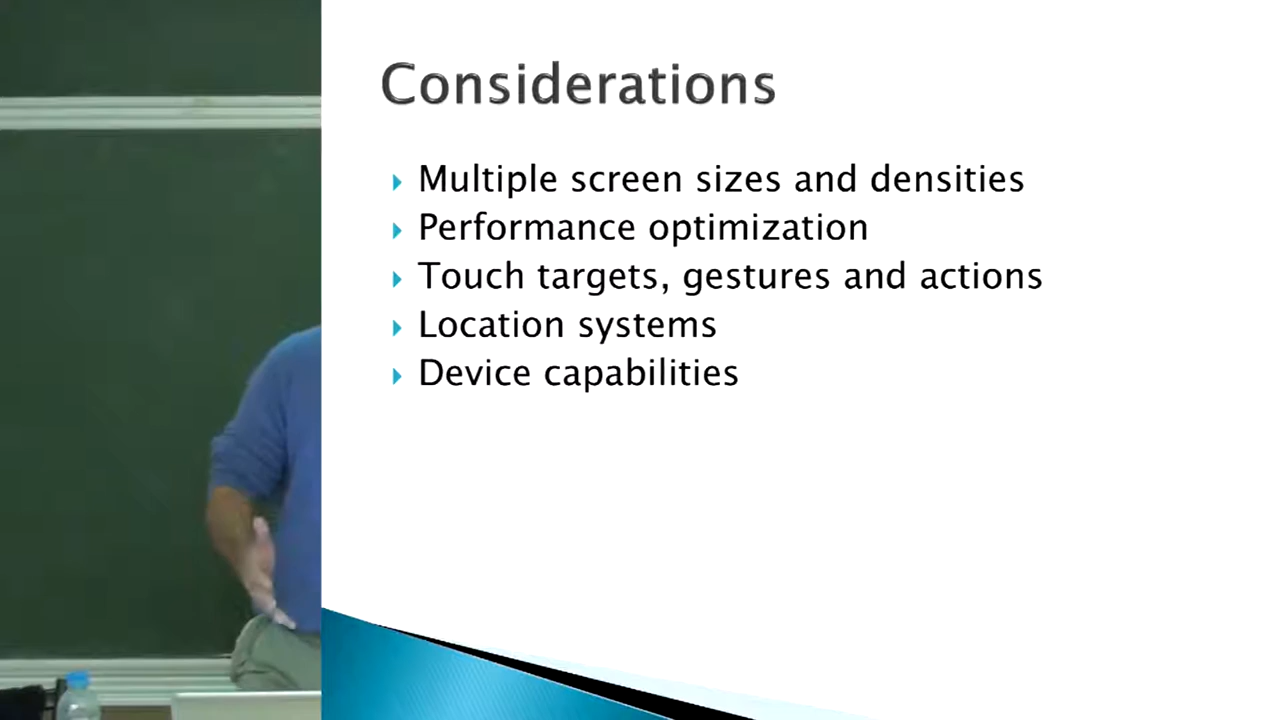 Considerations
Multiple screen sizes and densities
Performance optimization
Touch targets, gestures and actions
Location systems
Device capabilities